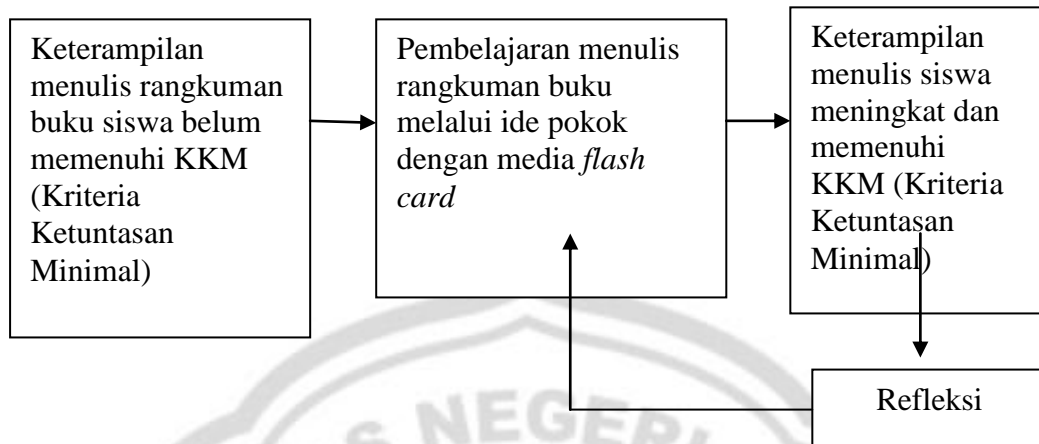 Keterampilan
menulis rangkuman
buku siswa belum
memenuhi KKM
(Kriteria
Ketuntasan
Minimal)
Pembelajaran menulis
rangkuman buku
melalui ide pokok
dengan media flash
card
Keterampilan
menulis siswa
meningkat dan
memenuhi
KKM (Kriteria
Ketuntasan
Minimal)
Refleksi
S NEGERI